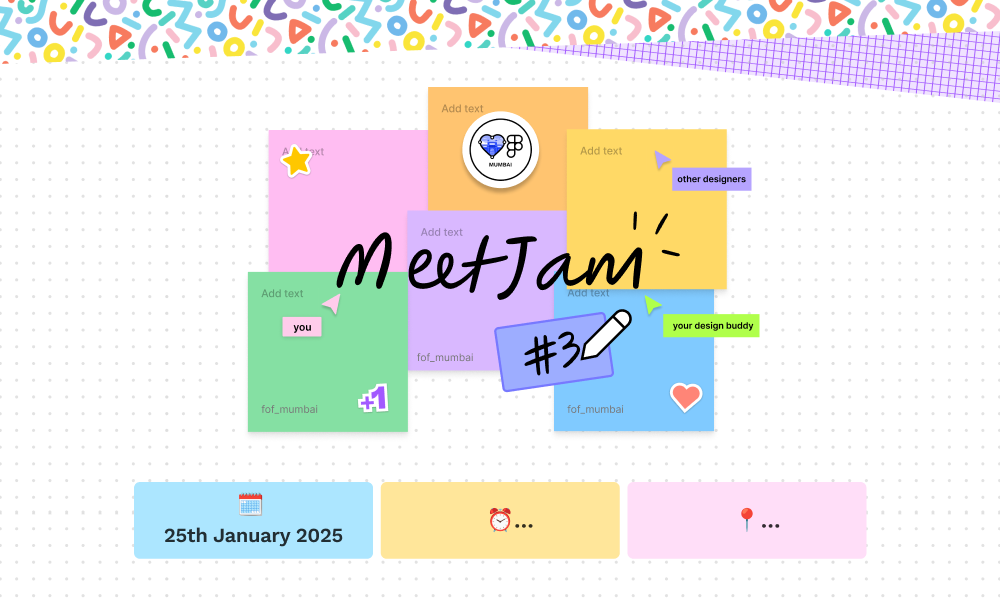 Add text
MUMBAI
Add text
Add text
other designers
Add text
MeetJam
Add text
you
Add text
your design buddy
#3
fof_mumbai
+1
fof_mumbai
fof_mumbai
25th January 2025
...
...